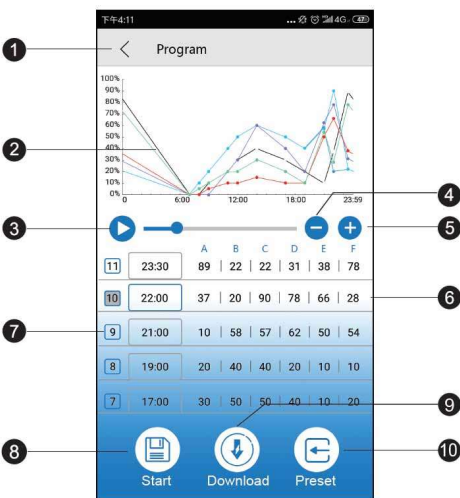 下午4:11 ... 4G 47
1 Program
100%
90%
80%
70%
60%
50%
40%
30%
20%
10%
0%
2
0 6:00 12:00 18:00 23:59
4
3
5
A B C D E F
11 23:30 89 | 22 | 22 | 31 | 38 | 78
10 22:00 37 | 20 | 90 | 78 | 66 | 28 6
7 9 21:00 10 | 58 | 57 | 62 | 50 | 54
8 19:00 20 | 40 | 40 | 20 | 10 | 10
7 17:00 30 | 50 | 50 | 40 | 10 | 20
9
8 10
Start Download Preset